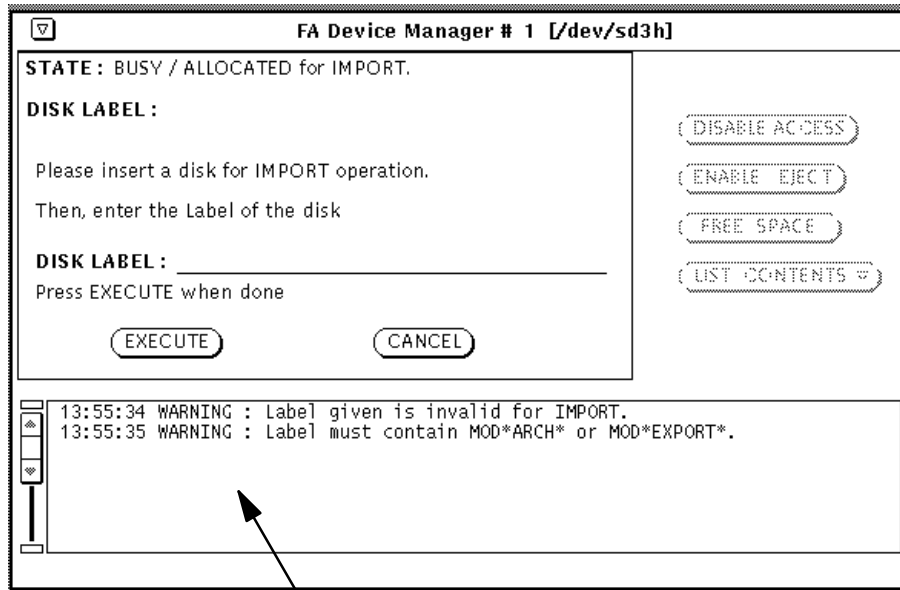 FA Device Manager # 1 [/dev/sd3h]
STATE : BUSY / ALLOCATED for IMPORT.
DISK LABEL :
Please insert a disk for IMPORT operation.
Then, enter the Label of the disk
DISK LABEL :
Press EXECUTE when done
EXECUTE
CANCEL
DISABLE ACCESS
ENABLE EJECT
FREE SPACE
LIST CONTENTS
13:55:34 WARNING : Label given is invalid for IMPORT.
13:55:35 WARNING : Label must contain MOD*ARCH* or MOD*EXPORT*.